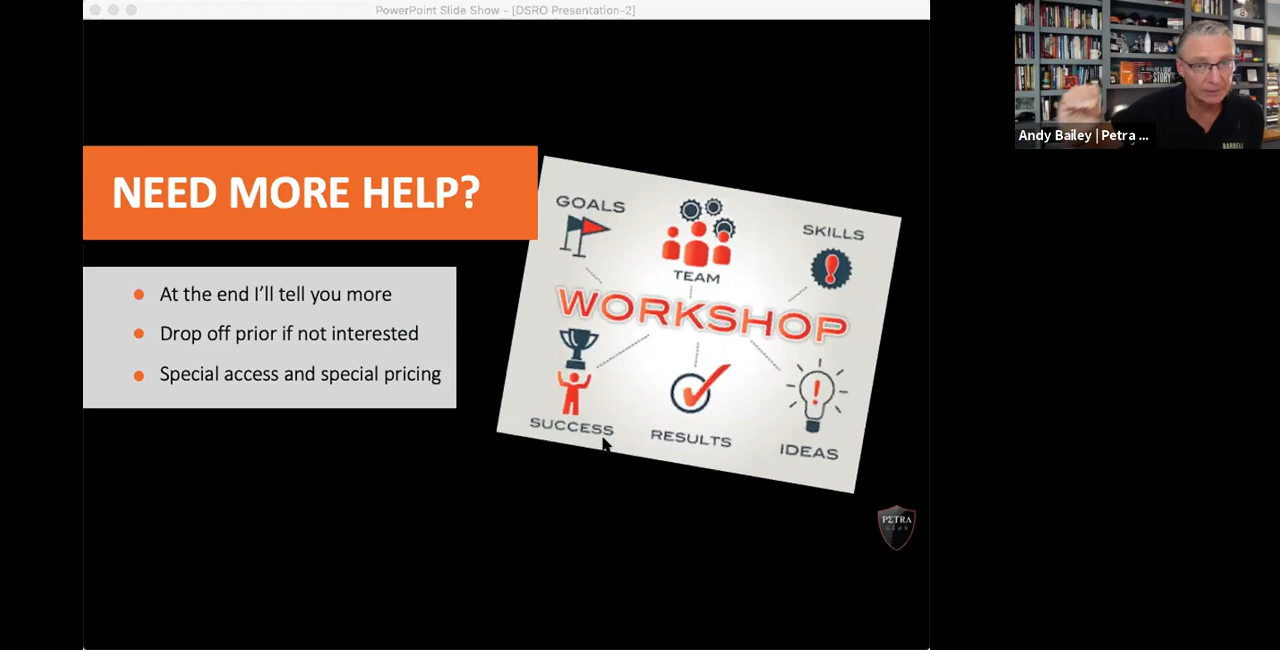 PowerPoint Slide Show - [DSRO Presentation-2]
NEED MORE HELP?
At the end I'll tell you more
Drop off prior if not interested
Special access and special pricing
GOALS
TEAM
SKILLS
WORKSHOP
SUCCESS
RESULTS
IDEAS
PETRA
STORY
Andy Bailey | Petra ...
BARBELL